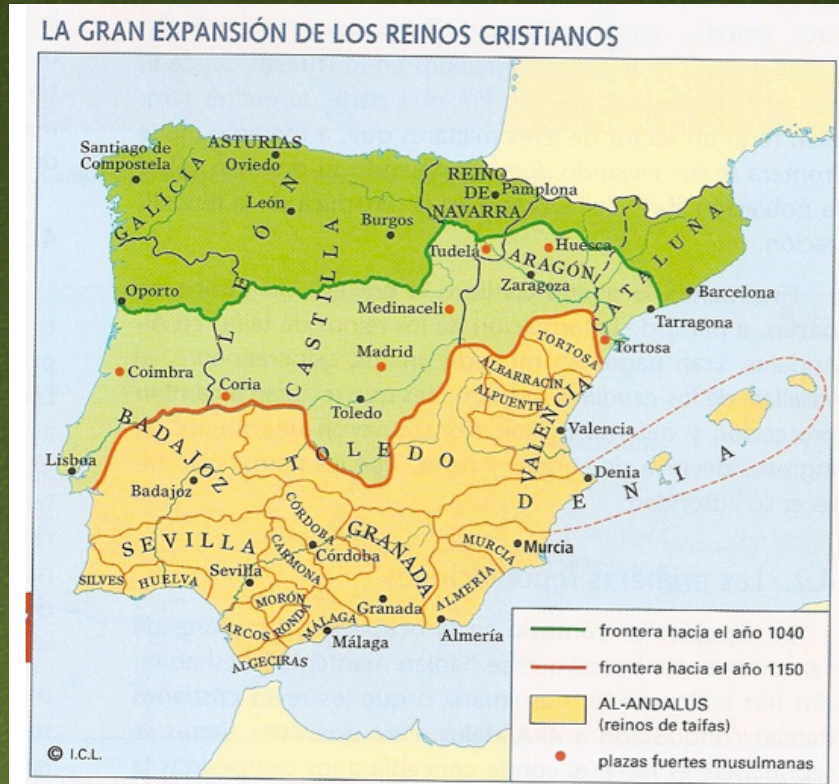 LA GRAN EXPANSIÓN DE LOS REINOS CRISTIANOS
Santiago de
Compostela
ASTURIAS
Oviedo
GALICIA
LEÓN
León
CASTILLA
Burgos
REINO
DE
NAVARRA
Pamplona
Tudela
Huesca
ARAGÓN
Zaragoza
CATALUÑA
Barcelona
Tarragona
Tortosa
Oporto
Medinaceli
Madrid
Coimbra
Coria
Toledo
TORTOSA
ALBARRACÍN
ALPUENTE
VALENCIA
Valencia
BADAJOZ
TOLEDO
Lisboa
Badajoz
Denia
DENIA
SEVILLA
CÓRDOBA
Córdoba
CARMONA
GRANADA
MURCIA
Murcia
SILVES
HUELVA
Sevilla
MORÓN
RONDA
ARCOS
MÁLAGA
Granada
ALMERÍA
Almería
Málaga
ALGECIRAS
frontera hacia el año 1040
frontera hacia el año 1150
AL-ANDALUS
(reinos de taifas)
plazas fuertes musulmanas
© I.C.L.